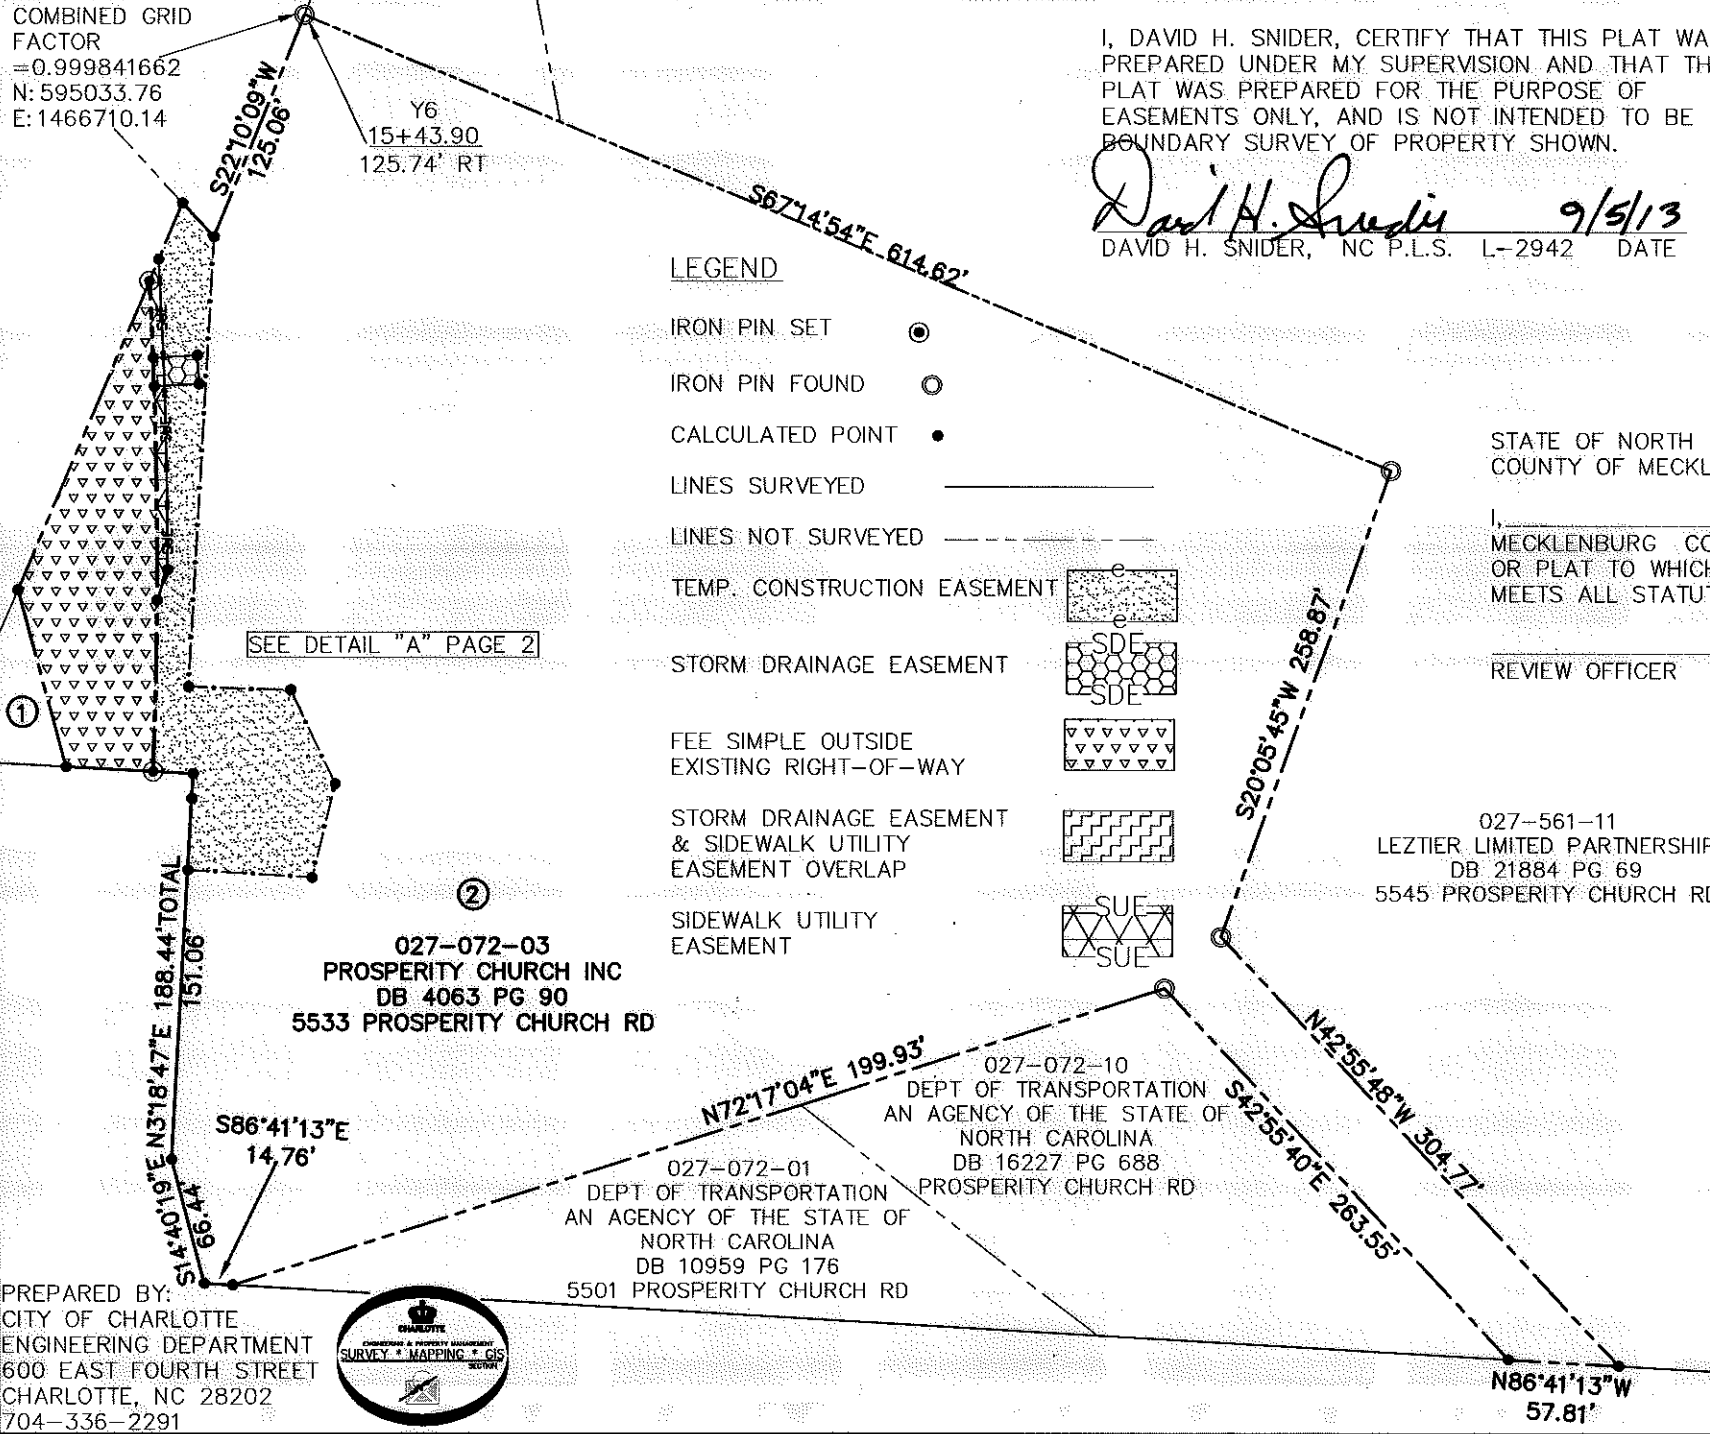 COMBINED GRID
FACTOR
=0.999841662
N: 595033.76
E: 1466710.14
S22°10'09"W
125.06'
Y6
15+43.90
125.74' RT
S67°14'54"E 614.62'
I, DAVID H. SNIDER, CERTIFY THAT THIS PLAT WA
PREPARED UNDER MY SUPERVISION AND THAT TH
PLAT WAS PREPARED FOR THE PURPOSE OF
EASEMENTS ONLY, AND IS NOT INTENDED TO BE
BOUNDARY SURVEY OF PROPERTY SHOWN.
David H. Snider 9/5/13
DAVID H. SNIDER, NC P.L.S. L-2942 DATE
LEGEND
IRON PIN SET
IRON PIN FOUND
CALCULATED POINT
LINES SURVEYED
LINES NOT SURVEYED
TEMP. CONSTRUCTION EASEMENT
e
e
STORM DRAINAGE EASEMENT
SDE
SDE
FEE SIMPLE OUTSIDE
EXISTING RIGHT-OF-WAY
STORM DRAINAGE EASEMENT
& SIDEWALK UTILITY
EASEMENT OVERLAP
SIDEWALK UTILITY
EASEMENT
SUE
SUE
STATE OF NORTH
COUNTY OF MECKL
I,
MECKLENBURG CO
OR PLAT TO WHICH
MEETS ALL STATUT
REVIEW OFFICER
SUE
SUE
SUE
SEE DETAIL "A" PAGE 2
1
S20°05'45"W 258.87'
027-561-11
LEZTIER LIMITED PARTNERSHIP
DB 21884 PG 69
5545 PROSPERITY CHURCH RD
2
027-072-03
PROSPERITY CHURCH INC
DB 4063 PG 90
5533 PROSPERITY CHURCH RD
N3°18'47"E 188.44' TOTAL
151.06'
N72°17'04"E 199.93'
027-072-10
DEPT OF TRANSPORTATION
AN AGENCY OF THE STATE OF
NORTH CAROLINA
DB 16227 PG 688
PROSPERITY CHURCH RD
N42°55'48"W 304.77'
S42°55'40"E 263.55'
S86°41'13"E
14.76'
S14°40'19"E
66.44
027-072-01
DEPT OF TRANSPORTATION
AN AGENCY OF THE STATE OF
NORTH CAROLINA
DB 10959 PG 176
5501 PROSPERITY CHURCH RD
PREPARED BY:
CITY OF CHARLOTTE
ENGINEERING DEPARTMENT
600 EAST FOURTH STREET
CHARLOTTE, NC 28202
704-336-2291
CHARLOTTE
ENGINEERING & PROPERTY MANAGEMENT
SURVEY * MAPPING * GIS
SECTION
N86°41'13"W
57.81'